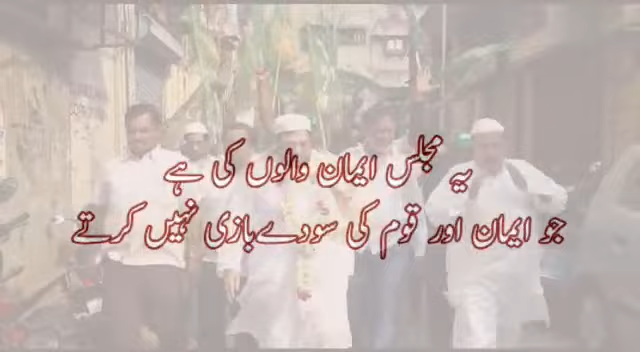 یہ مجلس ایمان والوں کی ہے
جو ایمان اور قوم کی سودے بازی نہیں کرتے